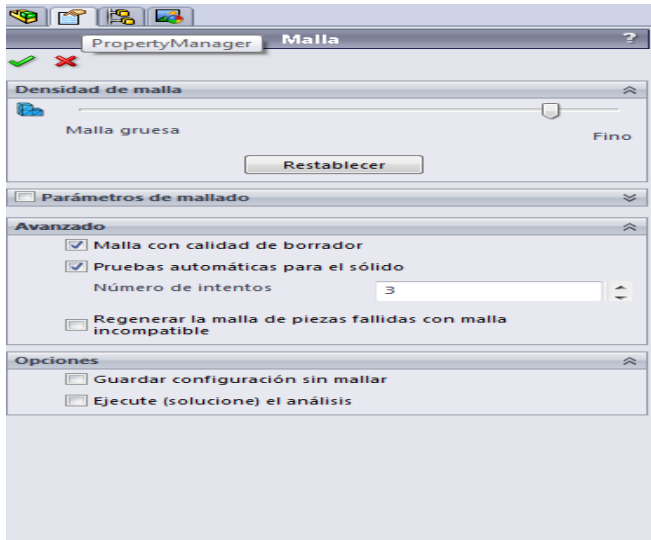 PropertyManager
Malla
?
Densidad de malla
Malla gruesa
Fino
Restablecer
Parámetros de mallado
Avanzado
Malla con calidad de borrador
Pruebas automáticas para el sólido
Número de intentos
3
Regenerar la malla de piezas fallidas con malla
incompatible
Opciones
Guardar configuración sin mallar
Ejecute (solucione) el análisis